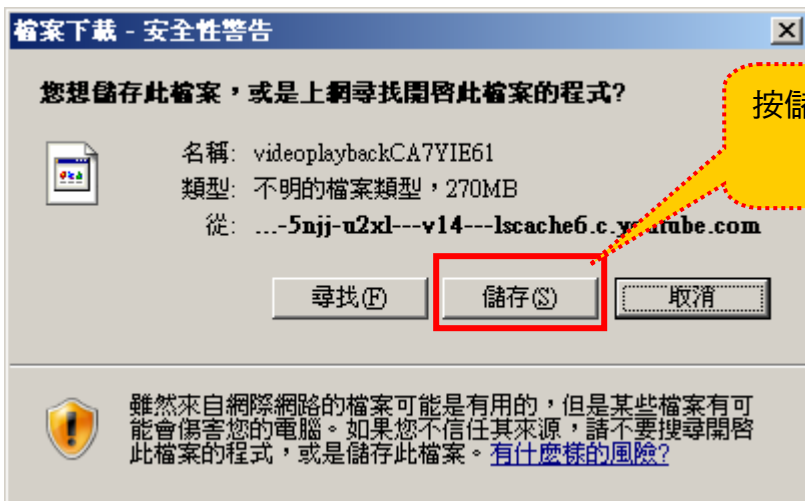 檔案下載 - 安全性警告
您想儲存此檔案，或是上網尋找開啓此檔案的程式?
按儲
名稱: videoplaybackCA7YIE61
類型: 不明的檔案類型，270MB
從: ...-5njj-u2xl---v14---lscache6.c.youtube.com
尋找(F)
儲存(S)
取消
雖然來自網際網路的檔案可能是有用的，但是某些檔案有可
能會傷害您的電腦。如果您不信任其來源，請不要搜尋開啓
此檔案的程式，或是儲存此檔案。有什麼樣的風險?